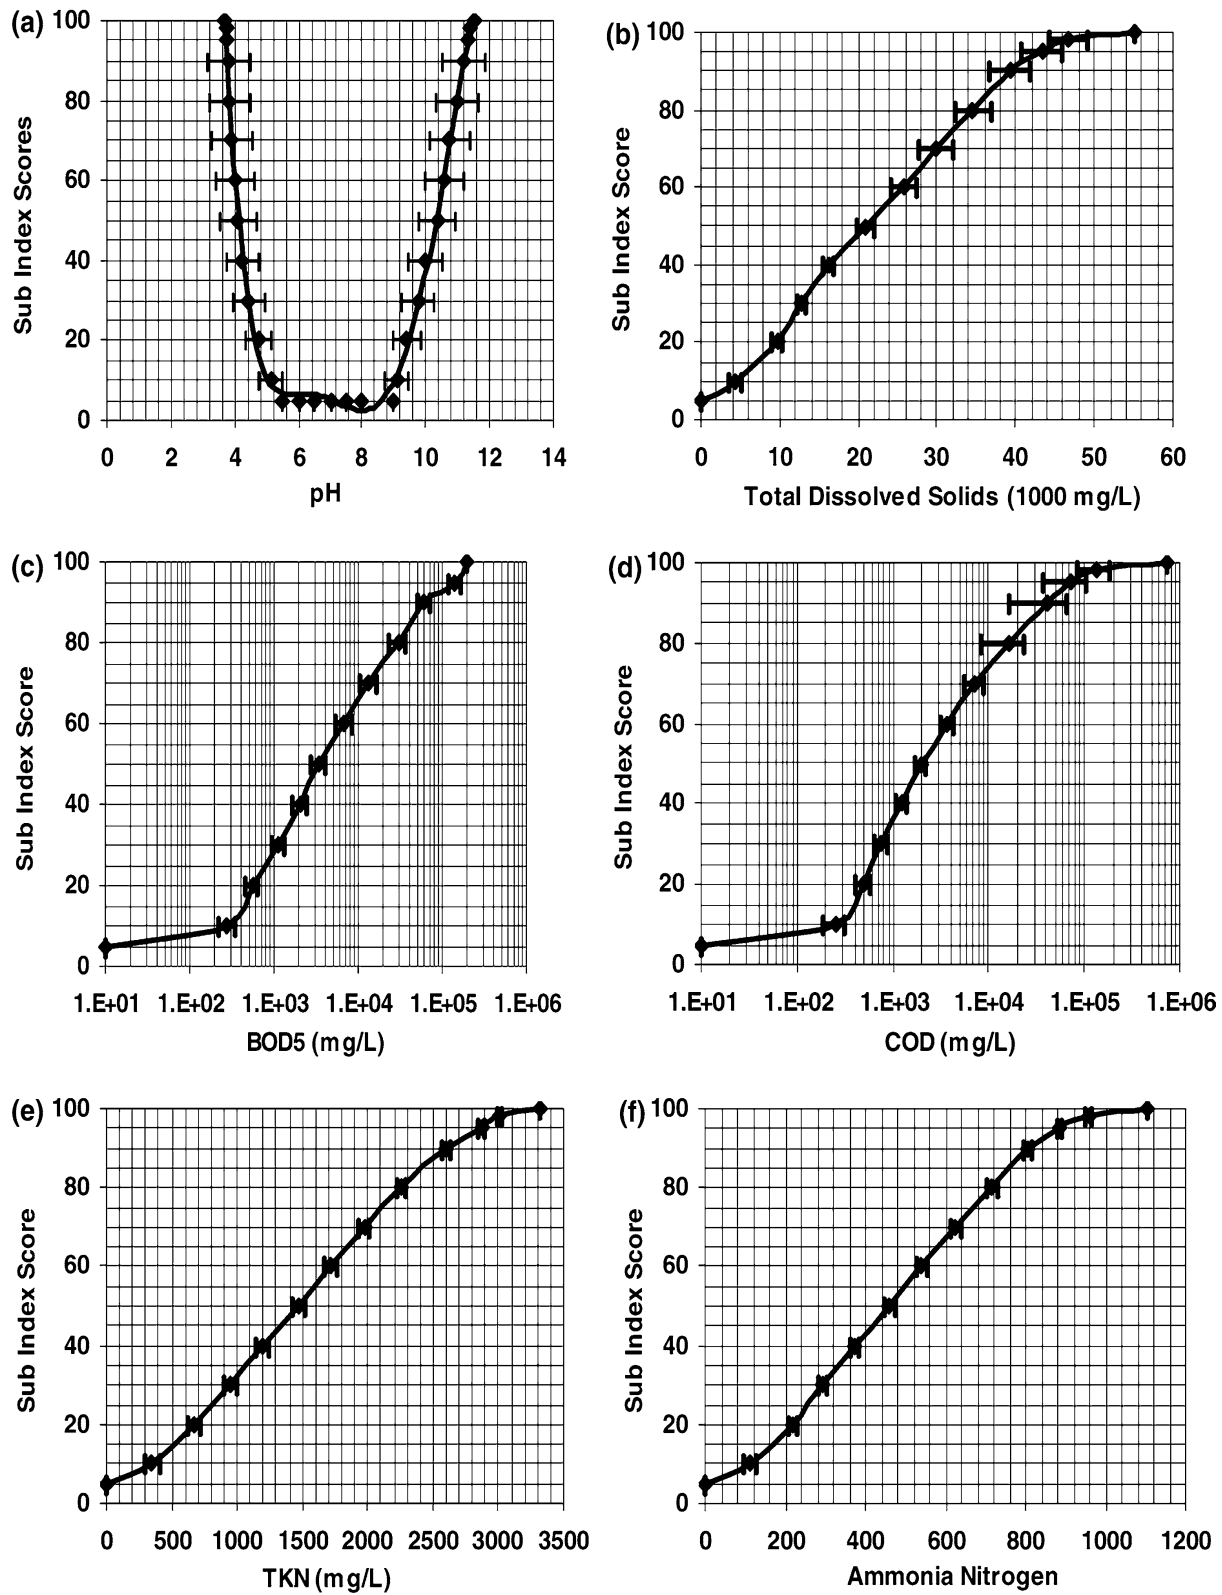 (a)
100
80
60
40
20
0
Sub Index Scores
0 2 4 6 8 10 12 14
pH
(b)
100
80
60
40
20
0
Sub Index Score
0 10 20 30 40 50 60
Total Dissolved Solids (1000 mg/L)
(c)
100
80
60
40
20
0
Sub Index Score
1.E+01 1.E+02 1.E+03 1.E+04 1.E+05 1.E+06
BOD5 (mg/L)
(d)
100
80
60
40
20
0
Sub Index Score
1.E+01 1.E+02 1.E+03 1.E+04 1.E+05 1.E+06
COD (mg/L)
(e)
100
80
60
40
20
0
Sub Index Score
0 500 1000 1500 2000 2500 3000 3500
TKN (mg/L)
(f)
100
80
60
40
20
0
Sub Index Score
0 200 400 600 800 1000 1200
Ammonia Nitrogen